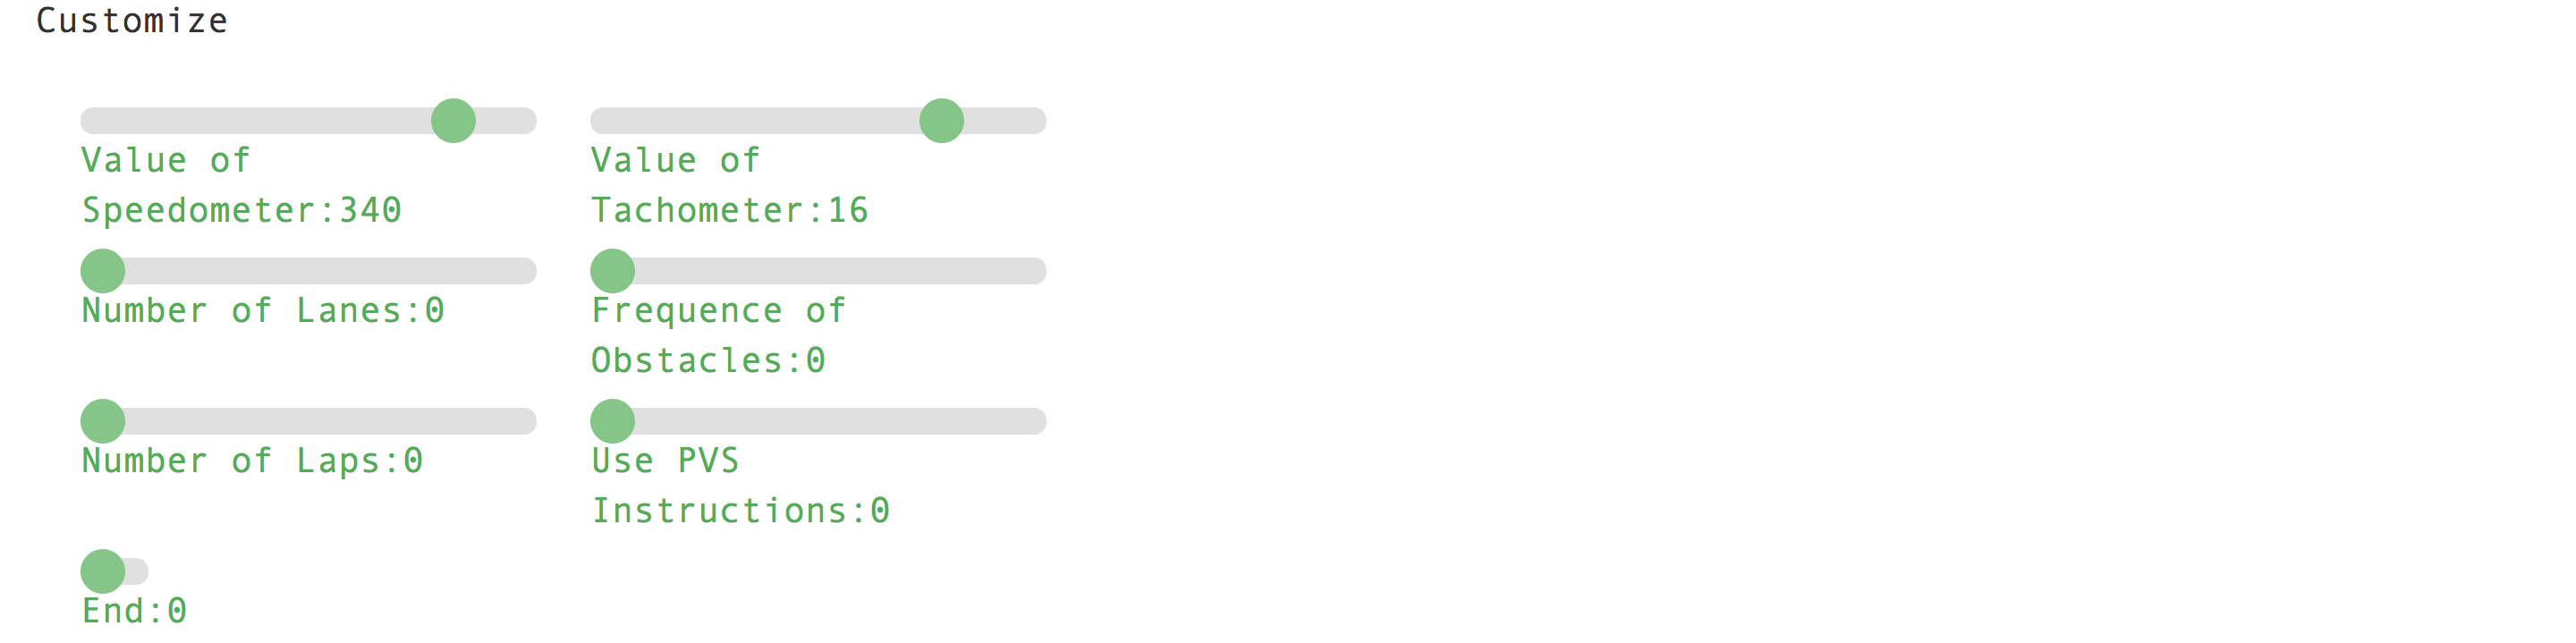 Customize
Value of
Speedometer:340
Value of
Tachometer:16
Number of Lanes:0
Frequence of
Obstacles:0
Number of Laps:0
Use PVS
Instructions:0
End:0